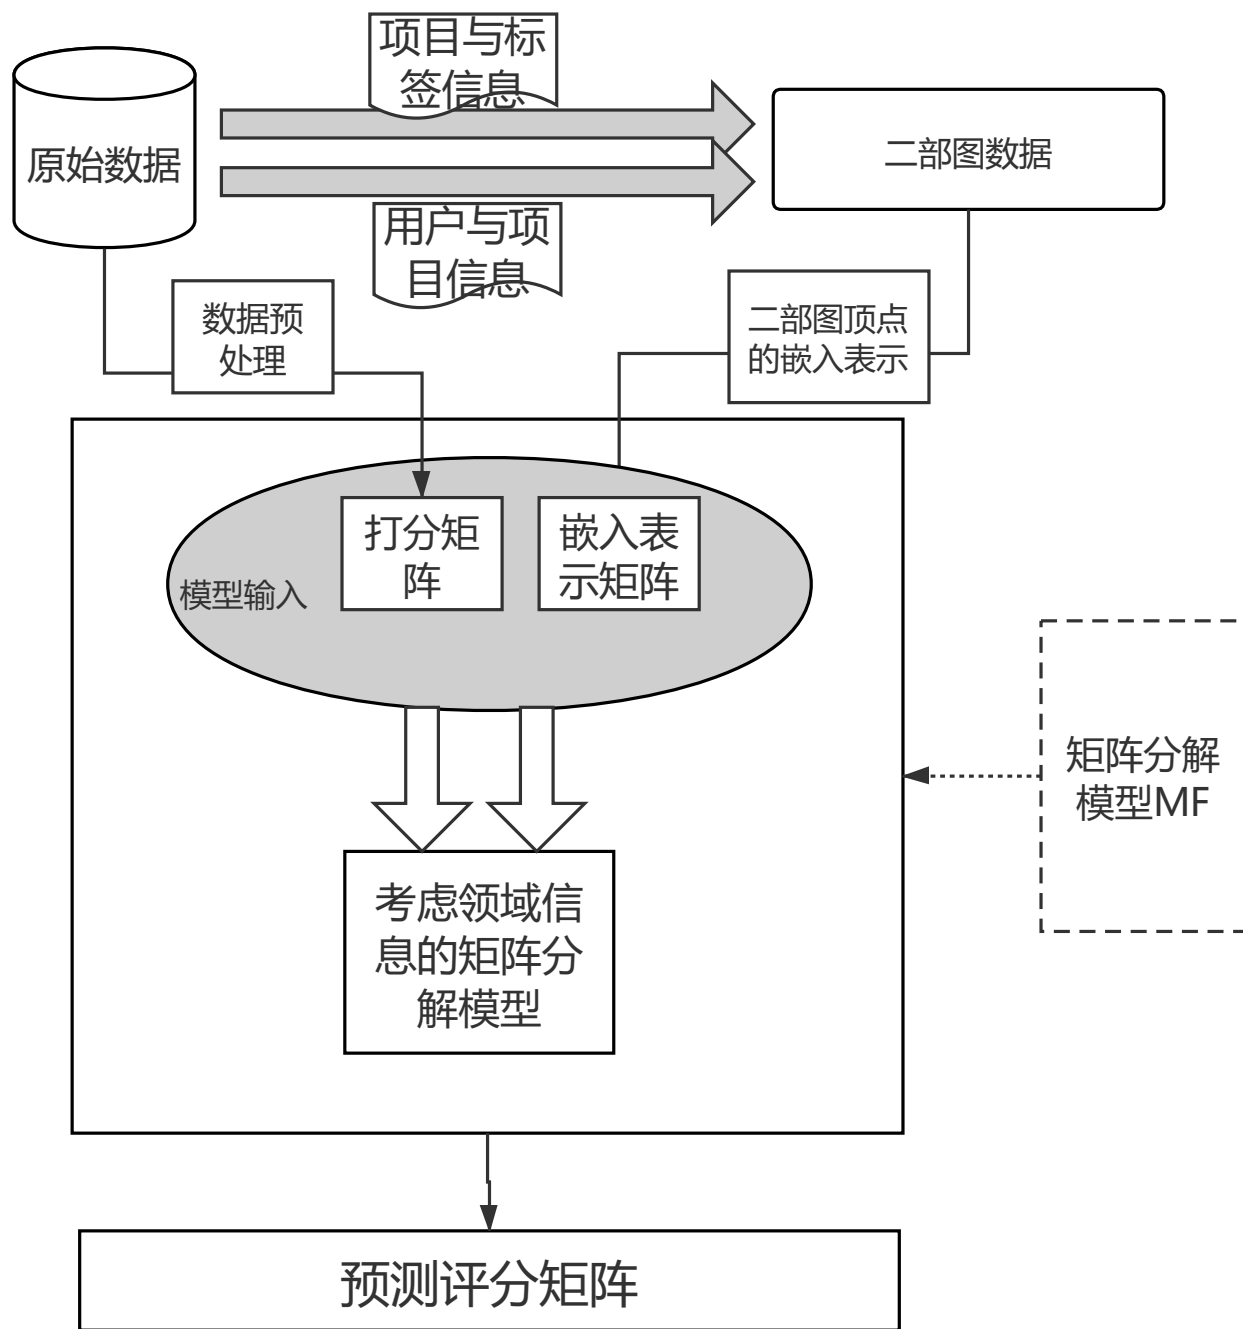 项目与标
签信息
原始数据
二部图数据
用户与项
目信息
数据预
处理
二部图顶点
的嵌入表示
打分矩
阵
嵌入表
示矩阵
模型输入
矩阵分解
模型MF
考虑领域信
息的矩阵分
解模型
预测评分矩阵